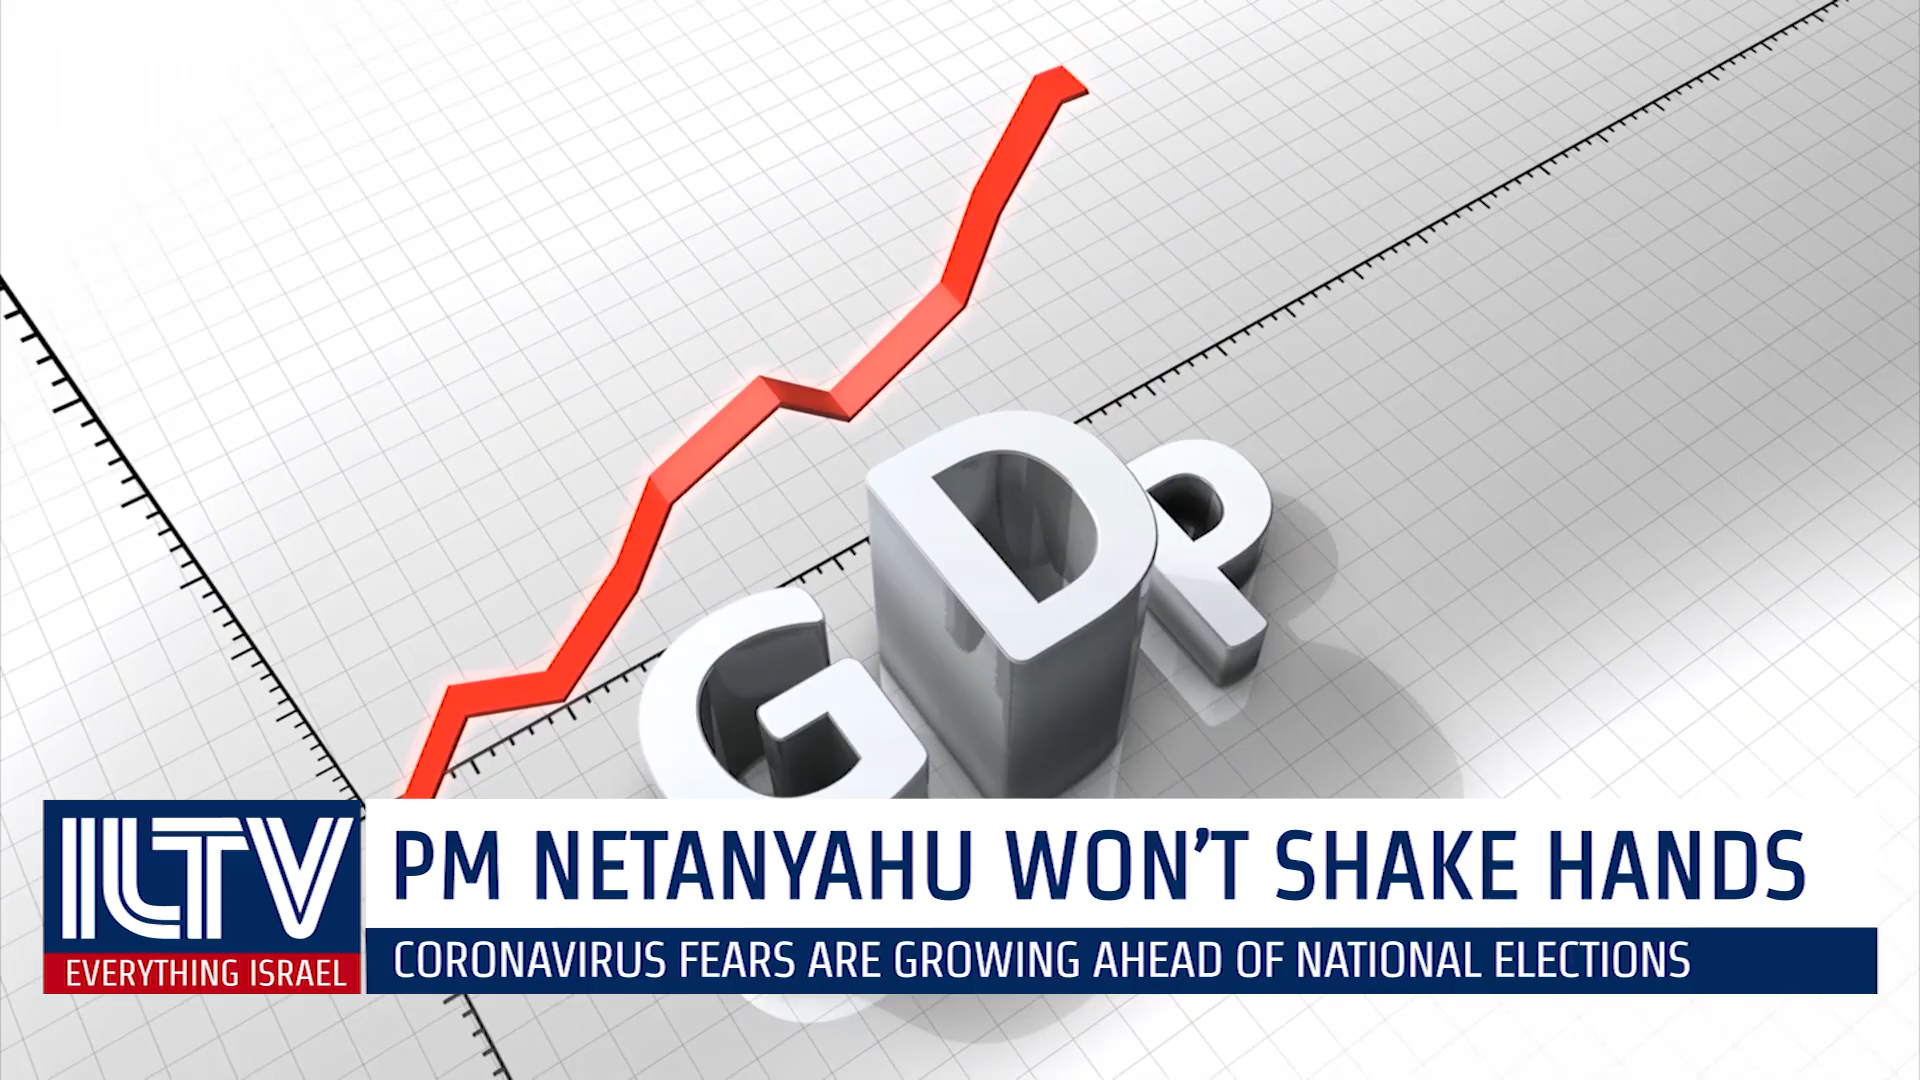 GDP
ILTV
EVERYTHING ISRAEL
PM NETANYAHU WON'T SHAKE HANDS
CORONAVIRUS FEARS ARE GROWING AHEAD OF NATIONAL ELECTIONS